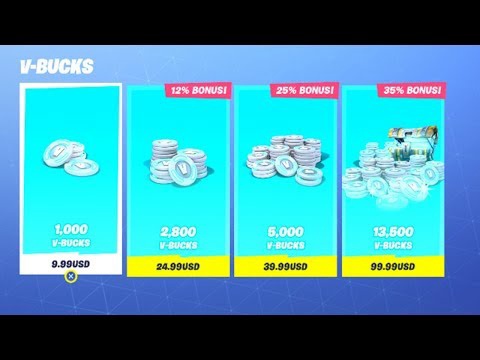 V-BUCKS
12% BONUS!
25% BONUS!
35% BONUS!
1,000
V-BUCKS
9.99USD
2,800
V-BUCKS
24.99USD
5,000
V-BUCKS
39.99USD
13,500
V-BUCKS
99.99USD